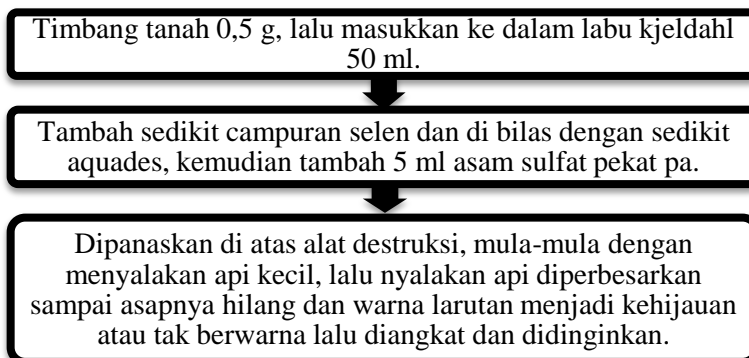 Timbang tanah 0,5 g, lalu masukkan ke dalam labu kjeldahl
50 ml.
Tambah sedikit campuran selen dan di bilas dengan sedikit
aquades, kemudian tambah 5 ml asam sulfat pekat pa.
Dipanaskan di atas alat destruksi, mula-mula dengan
menyalakan api kecil, lalu nyalakan api diperbesarkan
sampai asapnya hilang dan warna larutan menjadi kehijauan
atau tak berwarna lalu diangkat dan didinginkan.